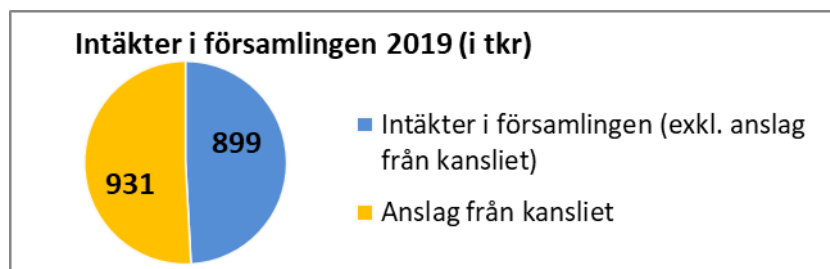 Intäkter i församlingen 2019 (i tkr)
899
931
Intäkter i församlingen (exkl. anslag
från kansliet)
Anslag från kansliet